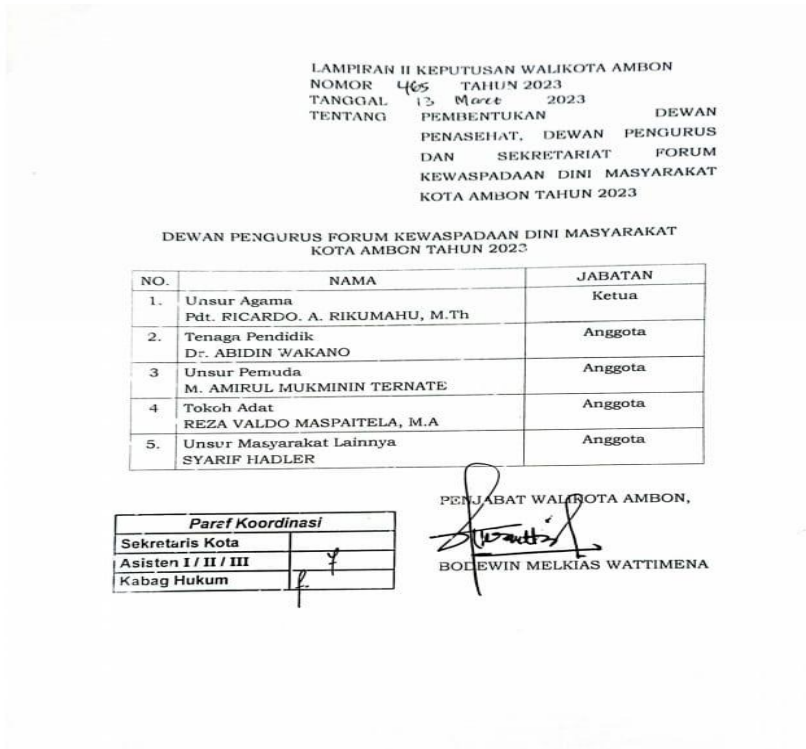 LAMPIRAN II KEPUTUSAN WALIKOTA AMBON
NOMOR 465 TAHUN 2023
TANGGAL 13 Maret 2023
TENTANG PEMBENTUKAN DEWAN
PENASEHAT, DEWAN PENGURUS
DAN SEKRETARIAT FORUM
KEWASPADAAN DINI MASYARAKAT
KOTA AMBON TAHUN 2023
DEWAN PENGURUS FORUM KEWASPADAAN DINI MASYARAKAT
KOTA AMBON TAHUN 2023
NO. NAMA JABATAN
1. Unsur Agama Ketua
Pdt. RICARDO. A. RIKUMAHU, M.Th
2. Tenaga Pendidik Anggota
Dr. ABIDIN WAKANO
3 Unsur Pemuda Anggota
M. AMIRUL MUKMININ TERNATE
4 Tokoh Adat Anggota
REZA VALDO MASPAITELA, M.A
5. Unsur Masyarakat Lainnya Anggota
SYARIF HADLER
PENJABAT WALIKOTA AMBON,
BODEWIN MELKIAS WATTIMENA
Paref Koordinasi
Sekretaris Kota
Asisten I / II / III
Kabag Hukum